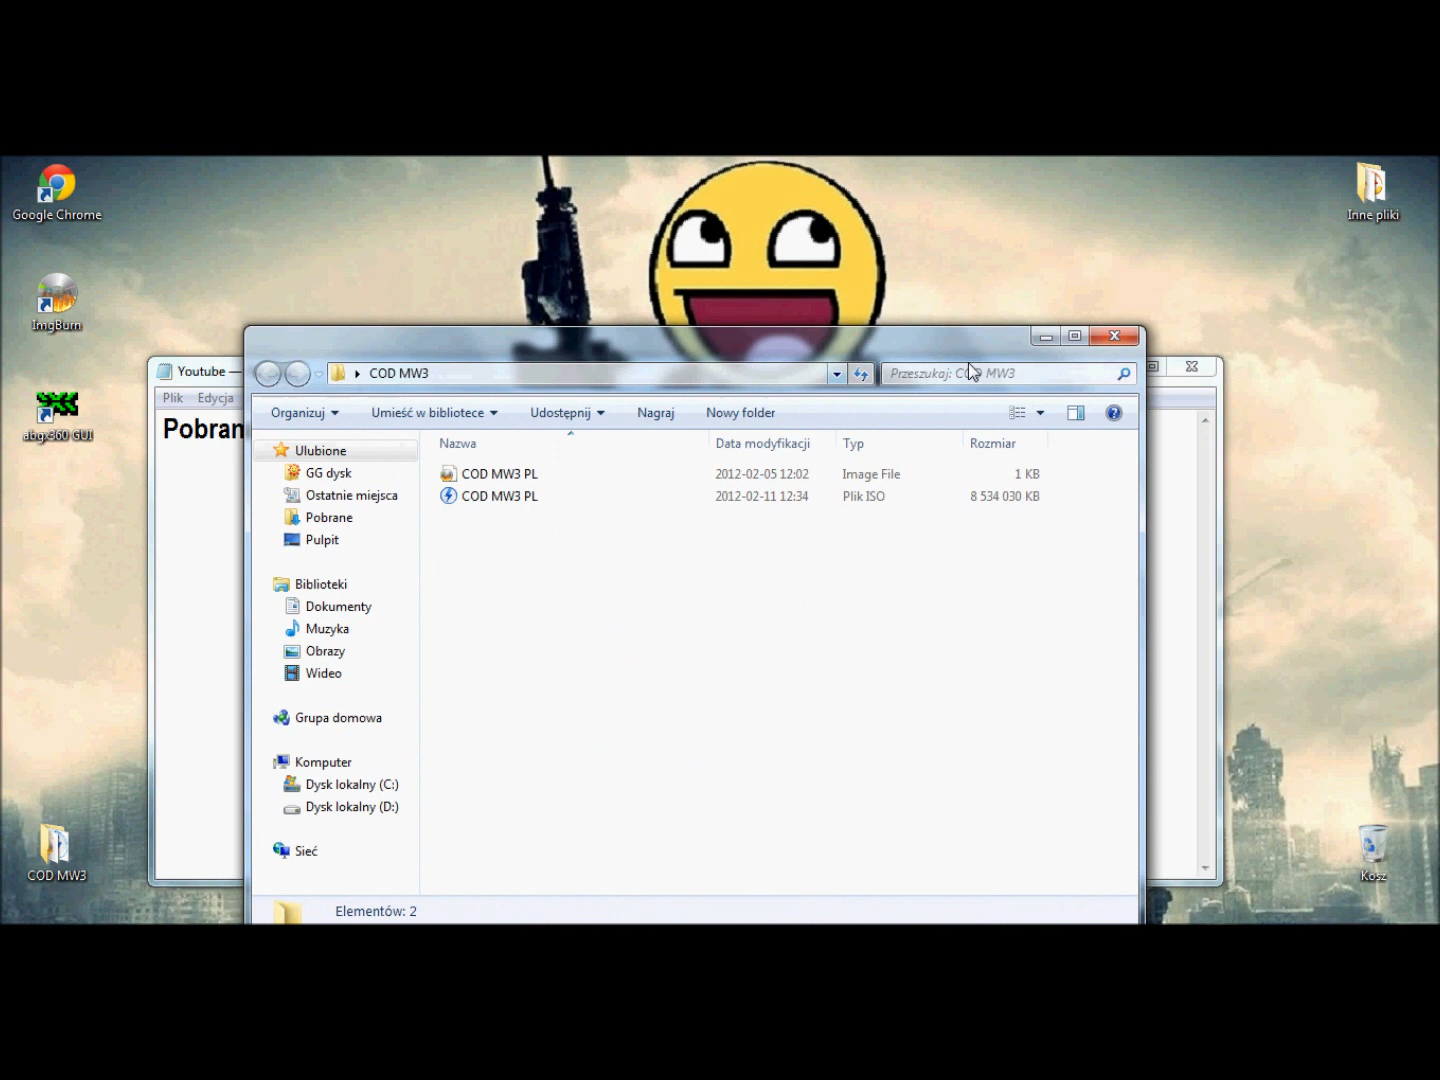 Google Chrome
Inne pliki
ImgBurn
abgx360 GUI
COD MW3
Kosz
Youtube —
Plik Edycja
Pobran
COD MW3
Przeszukaj: COD MW3
Organizuj Umieść w bibliotece Udostępnij Nagraj Nowy folder
Nazwa Data modyfikacji Typ Rozmiar
COD MW3 PL 2012-02-05 12:02 Image File 1 KB
COD MW3 PL 2012-02-11 12:34 Plik ISO 8 534 030 KB
Ulubione
GG dysk
Ostatnie miejsca
Pobrane
Pulpit
Biblioteki
Dokumenty
Muzyka
Obrazy
Wideo
Grupa domowa
Komputer
Dysk lokalny (C:)
Dysk lokalny (D:)
Sieć
Elementów: 2